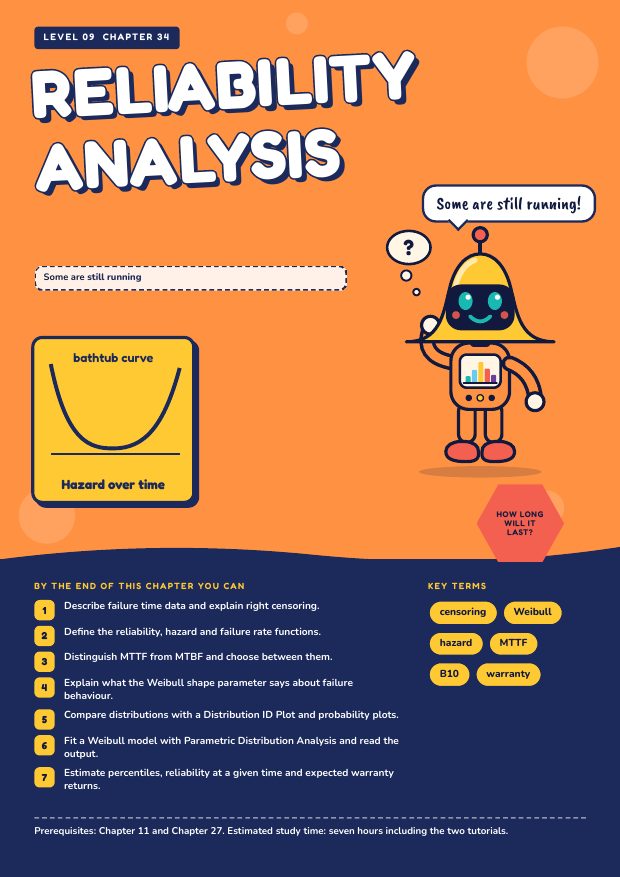 LEVEL 09 CHAPTER 34
RELIABILITY
ANALYSIS
Some are still running!
?
Some are still running
bathtub curve
Hazard over time
HOW LONG
WILL IT
LAST?
BY THE END OF THIS CHAPTER YOU CAN
1 Describe failure time data and explain right censoring.
2 Define the reliability, hazard and failure rate functions.
3 Distinguish MTTF from MTBF and choose between them.
4 Explain what the Weibull shape parameter says about failure
behaviour.
5 Compare distributions with a Distribution ID Plot and probability plots.
6 Fit a Weibull model with Parametric Distribution Analysis and read the
output.
7 Estimate percentiles, reliability at a given time and expected warranty
returns.
KEY TERMS
censoring Weibull
hazard MTTF
B10 warranty
Prerequisites: Chapter 11 and Chapter 27. Estimated study time: seven hours including the two tutorials.